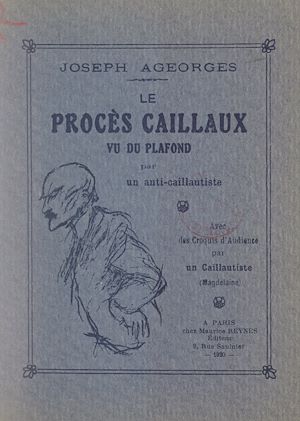 JOSEPH AGEORGES
LE
PROCÈS CAILLAUX
VU DU PLAFOND
par
un anti-caillautiste
Avec
des Croquis d'Audience
par
un Caillautiste
(Magdelaine)
A PARIS
chez Maurice REYNES
Éditeur
9, Rue Saulnier
— 1920 —